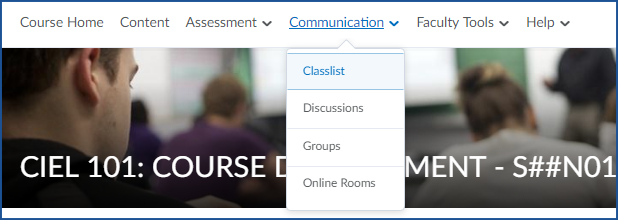 Course Home Content Assessment Communication Faculty Tools Help
Classlist
Discussions
Groups
Online Rooms
CIEL 101: COURSE D MENT - S##N01